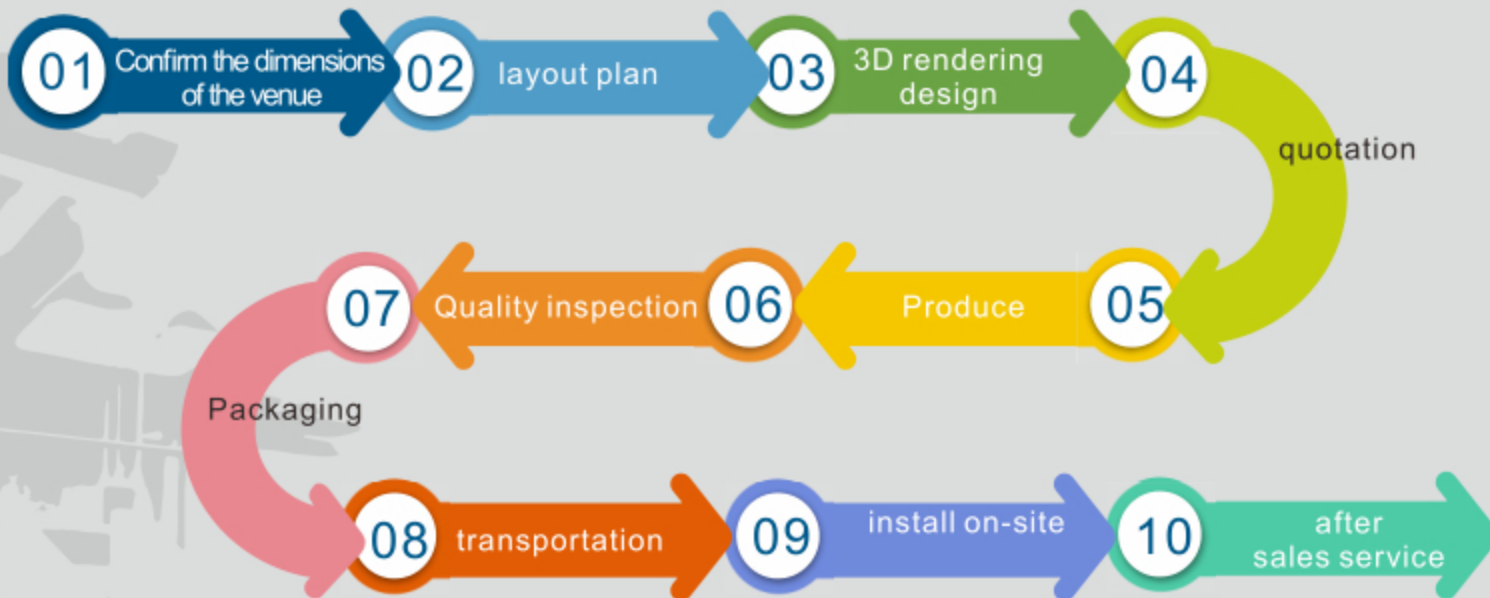 01
Confirm the dimensions
of the venue
02
layout plan
03
3D rendering
design
04
quotation
05
Produce
06
Quality inspection
07
Packaging
08
transportation
09
install on-site
10
after
sales service